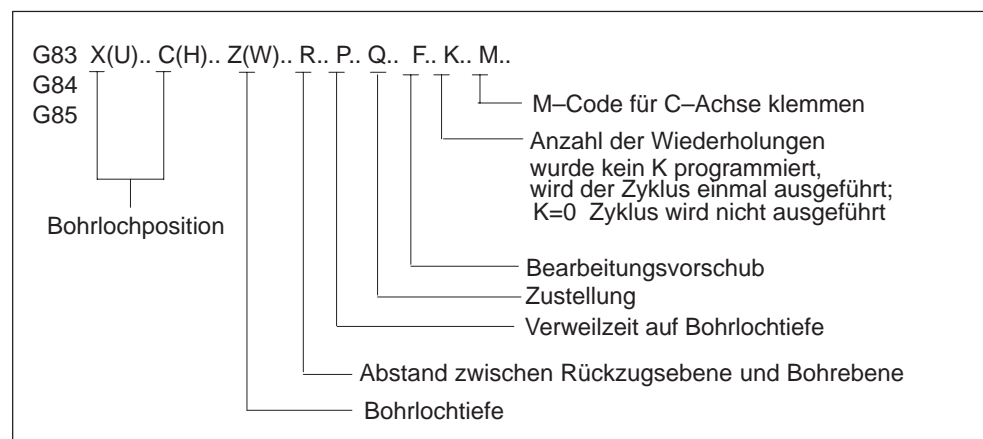 G83 X(U).. C(H).. Z(W).. R.. P.. Q.. F.. K.. M..
G84
G85
M–Code für C–Achse klemmen
Anzahl der Wiederholungen
wurde kein K programmiert,
wird der Zyklus einmal ausgeführt;
K=0 Zyklus wird nicht ausgeführt
Bohrlochposition
Bearbeitungsvorschub
Zustellung
Verweilzeit auf Bohrlochtiefe
Abstand zwischen Rückzugsebene und Bohrebene
Bohrlochtiefe